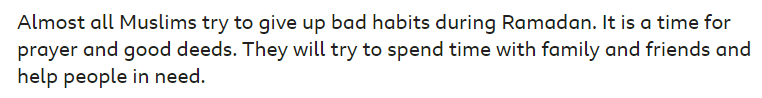 Almost all Muslims try to give up bad habits during Ramadan. It is a time for
prayer and good deeds. They will try to spend time with family and friends and
help people in need.